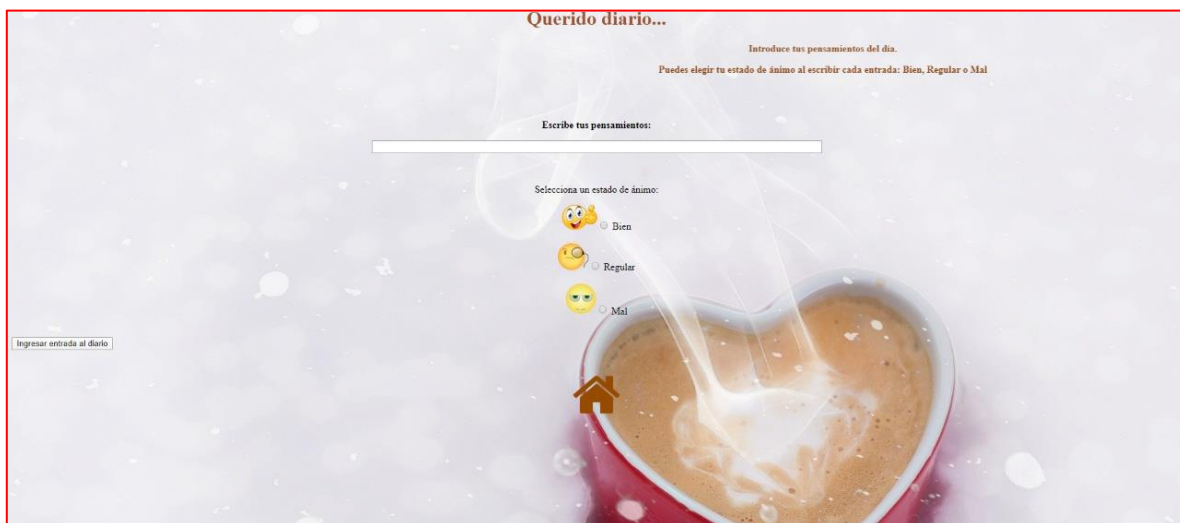 Querido diario...
Introduce tus pensamientos del día.
Puedes elegir tu estado de ánimo al escribir cada entrada: Bien, Regular o Mal
Escribe tus pensamientos:
Selecciona un estado de ánimo:
Bien
Regular
Mal
Ingresar entrada al diario